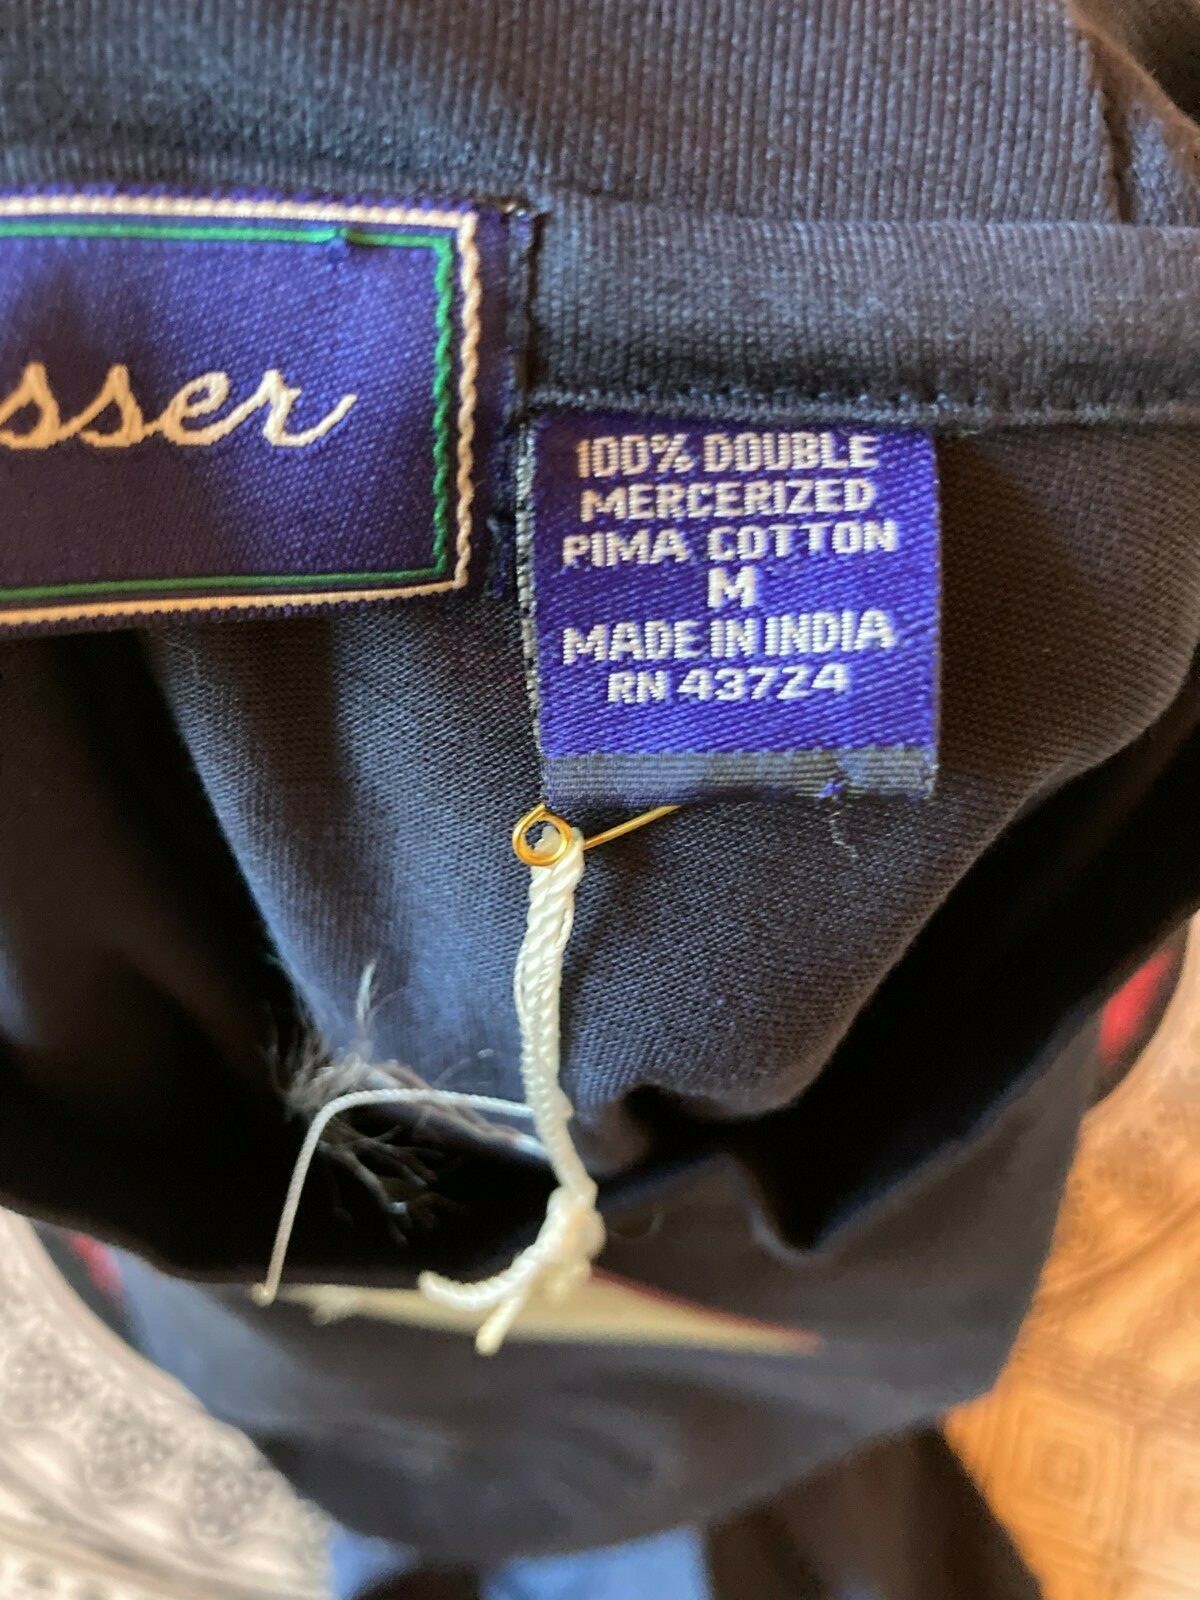 sser
100% DOUBLE
MERCERIZED
PIMA COTTON
M
MADE IN INDIA
RN 43724